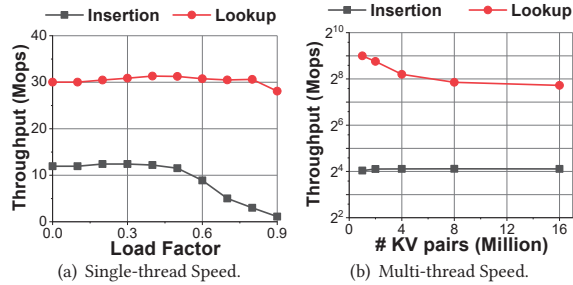 Insertion Lookup
Throughput (Mops)
40
30
20
10
0
0.0 0.3 0.6 0.9
Load Factor
(a) Single-thread Speed.
Insertion Lookup
Throughput (Mops)
2^10
2^8
2^6
2^4
2^2
0 4 8 12 16
# KV pairs (Million)
(b) Multi-thread Speed.